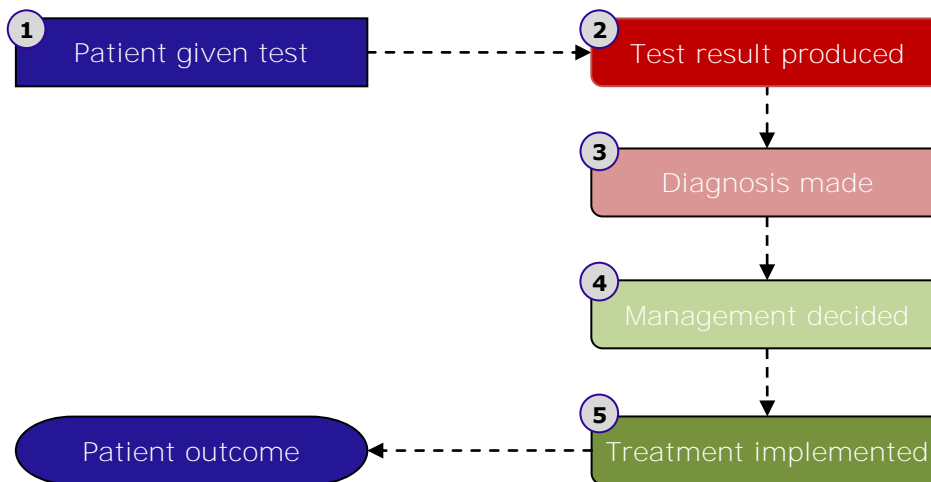 1
Patient given test
2
Test result produced
3
Diagnosis made
4
Management decided
5
Treatment implemented
Patient outcome